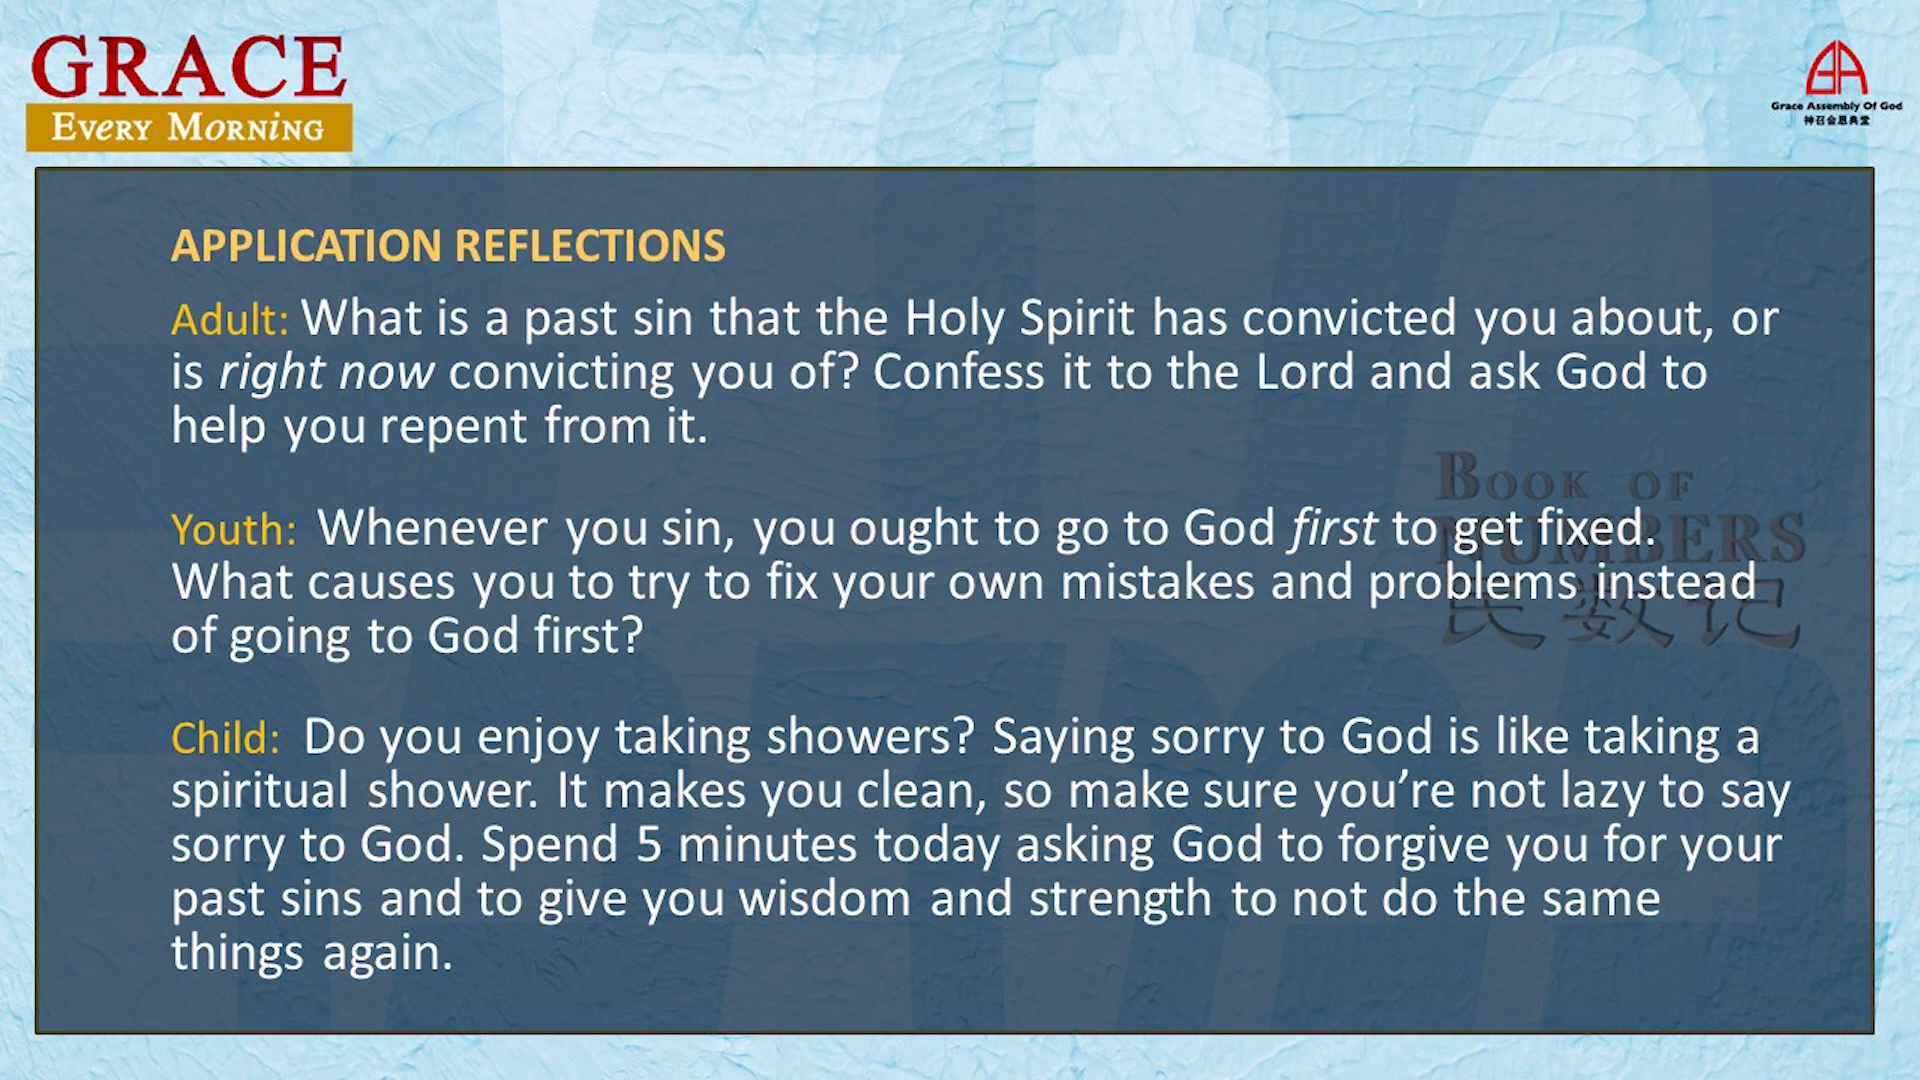 GRACE
EVERY MORNING
Grace Assembly Of God
神召会恩典堂
APPLICATION REFLECTIONS
Adult: What is a past sin that the Holy Spirit has convicted you about, or
is right now convicting you of? Confess it to the Lord and ask God to
help you repent from it.
BOOK OF
NUMBERS
民数记
Youth: Whenever you sin, you ought to go to God first to get fixed.
What causes you to try to fix your own mistakes and problems instead
of going to God first?
Child: Do you enjoy taking showers? Saying sorry to God is like taking a
spiritual shower. It makes you clean, so make sure you’re not lazy to say
sorry to God. Spend 5 minutes today asking God to forgive you for your
past sins and to give you wisdom and strength to not do the same
things again.